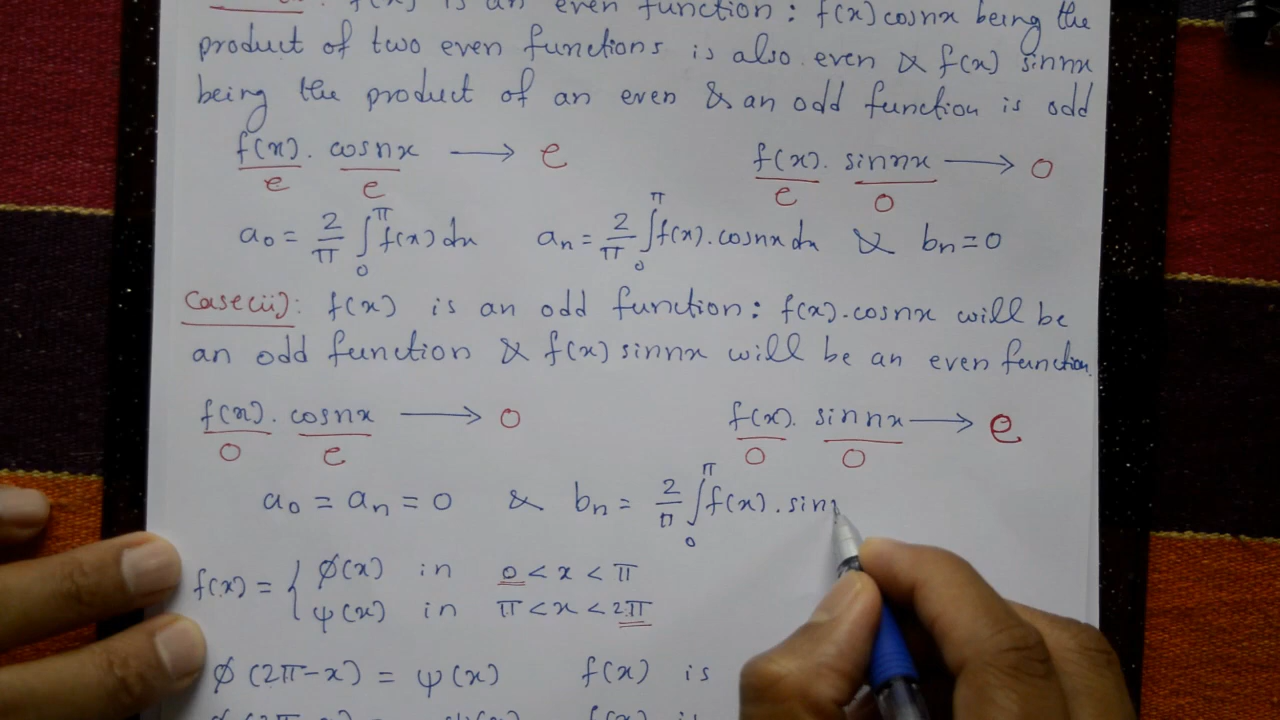 f(x) is an even function : f(x) cosnx being the
product of two even functions is also even & f(x) sinnx
being the product of an even & an odd function is odd
f(x). cosnx → e f(x). sinnx → o
e e e o
a₀ = 2/π ∫₀^π f(x) dx aₙ = 2/π ∫₀^π f(x). cosnx dx & bₙ = 0
Case(ii): f(x) is an odd function : f(x).cosnx will be
an odd function & f(x) sinnx will be an even function.
f(x). cosnx → o f(x). sinnx → e
o e o o
a₀ = aₙ = 0 & bₙ = 2/π ∫₀^π f(x). sin
f(x) = { ϕ(x) in 0 < x < π
ψ(x) in π < x < 2π
ϕ(2π-x) = ψ(x) f(x) is